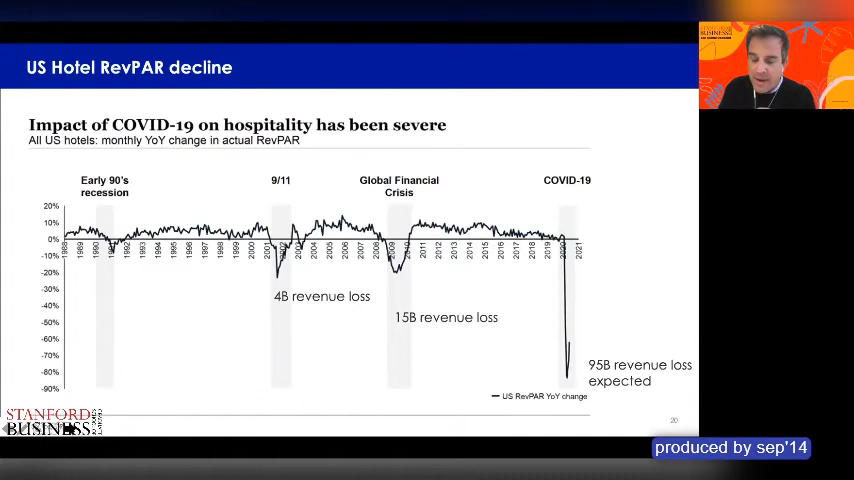 US Hotel RevPAR decline
STANFORD
BUSINESS
Impact of COVID-19 on hospitality has been severe
All US hotels: monthly YoY change in actual RevPAR
Early 90's
recession
9/11
Global Financial
Crisis
COVID-19
20%
10%
0%
-10%
-20%
-30%
-40%
-50%
-60%
-70%
-80%
-90%
1988 1989 1990 1991 1992 1993 1994 1995 1996 1997 1998 1999 2000 2001 2002 2003 2004 2005 2006 2007 2008 2009 2010 2011 2012 2013 2014 2015 2016 2017 2018 2019 2020 2021
4B revenue loss
15B revenue loss
95B revenue loss
expected
US RevPAR YoY change
STANFORD
BUSINESS
20
produced by sep'14